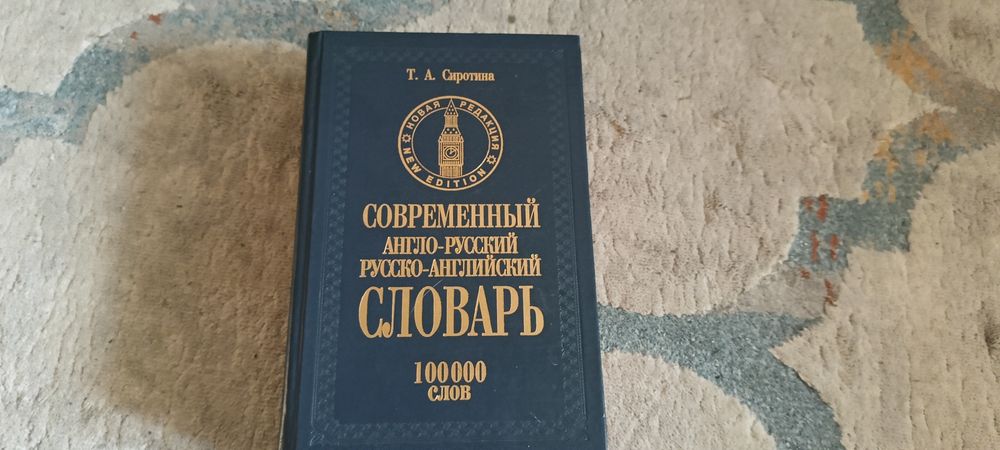 Т. А. Сиротина
НОВАЯ РЕДАКЦИЯ
NEW EDITION
СОВРЕМЕННЫЙ
АНГЛО-РУССКИЙ
РУССКО-АНГЛИЙСКИЙ
СЛОВАРЬ
100 000
СЛОВ